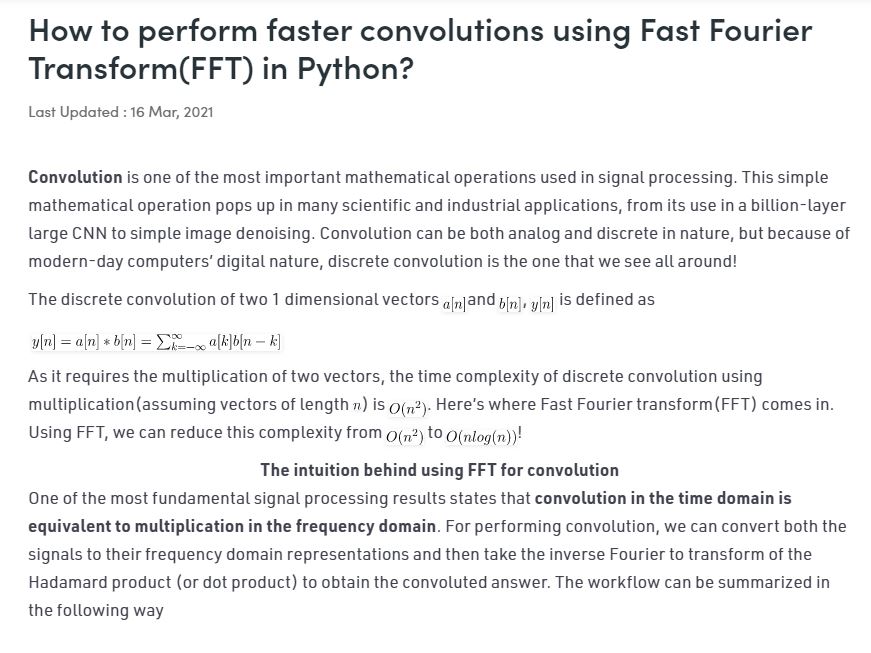 How to perform faster convolutions using Fast Fourier
Transform(FFT) in Python?
Last Updated : 16 Mar, 2021
Convolution is one of the most important mathematical operations used in signal processing. This simple
mathematical operation pops up in many scientific and industrial applications, from its use in a billion-layer
large CNN to simple image denoising. Convolution can be both analog and discrete in nature, but because of
modern-day computers’ digital nature, discrete convolution is the one that we see all around!
The discrete convolution of two 1 dimensional vectors a[n]and b[n], y[n] is defined as
y[n] = a[n] * b[n] = ∑_{k=-∞}^{∞} a[k]b[n − k]
As it requires the multiplication of two vectors, the time complexity of discrete convolution using
multiplication(assuming vectors of length n) is O(n²). Here’s where Fast Fourier transform(FFT) comes in.
Using FFT, we can reduce this complexity from O(n²) to O(nlog(n))!
The intuition behind using FFT for convolution
One of the most fundamental signal processing results states that convolution in the time domain is
equivalent to multiplication in the frequency domain. For performing convolution, we can convert both the
signals to their frequency domain representations and then take the inverse Fourier to transform of the
Hadamard product (or dot product) to obtain the convoluted answer. The workflow can be summarized in
the following way